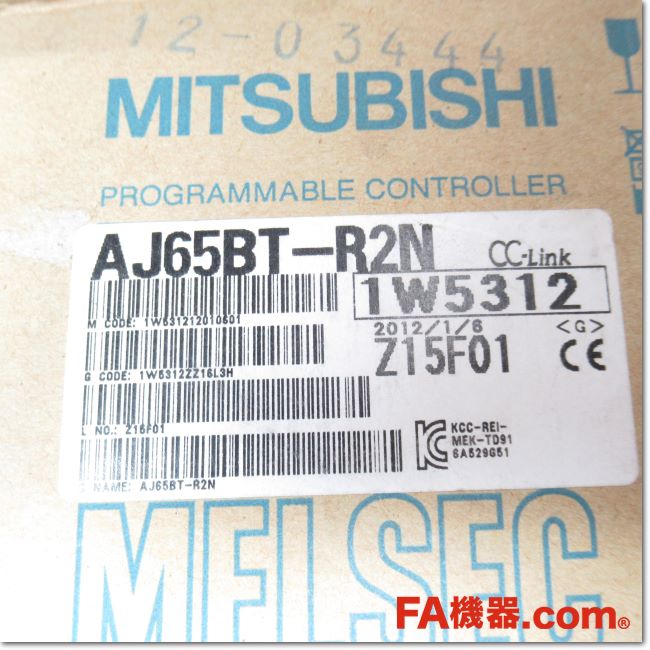 12-03444
MITSUBISHI
PROGRAMMABLE CONTROLLER
AJ65BT-R2N CC-Link
1W5312
M CODE: 1W531212010601
2012/1/6 <G>
Z15F01 CE
G CODE: 1W5312ZZ16L3H
L NO.: Z15F01
KCC-REI-
MEK-TD91
6A529G51
NAME: AJ65BT-R2N
MELSEC
FA機器.com®